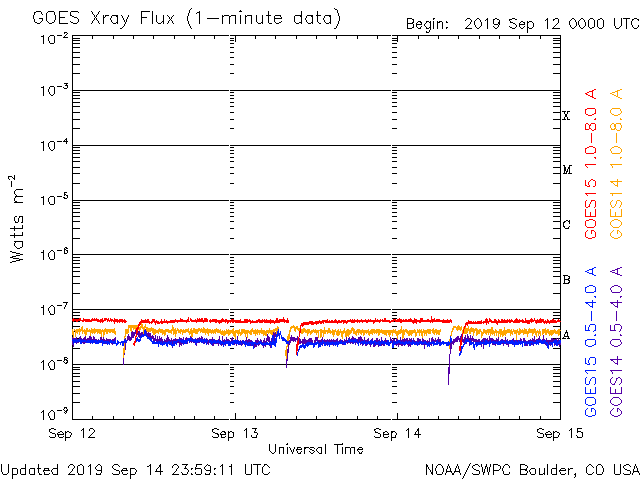 GOES Xray Flux (1-minute data)
Begin: 2019 Sep 12 0000 UTC
10⁻²
10⁻³
10⁻⁴
10⁻⁵
10⁻⁶
10⁻⁷
10⁻⁸
10⁻⁹
Watts m⁻²
X
M
C
B
A
GOES15 1.0-8.0 A
GOES14 1.0-8.0 A
GOES15 0.5-4.0 A
GOES14 0.5-4.0 A
Sep 12
Sep 13
Sep 14
Sep 15
Universal Time
Updated 2019 Sep 14 23:59:11 UTC
NOAA/SWPC Boulder, CO USA